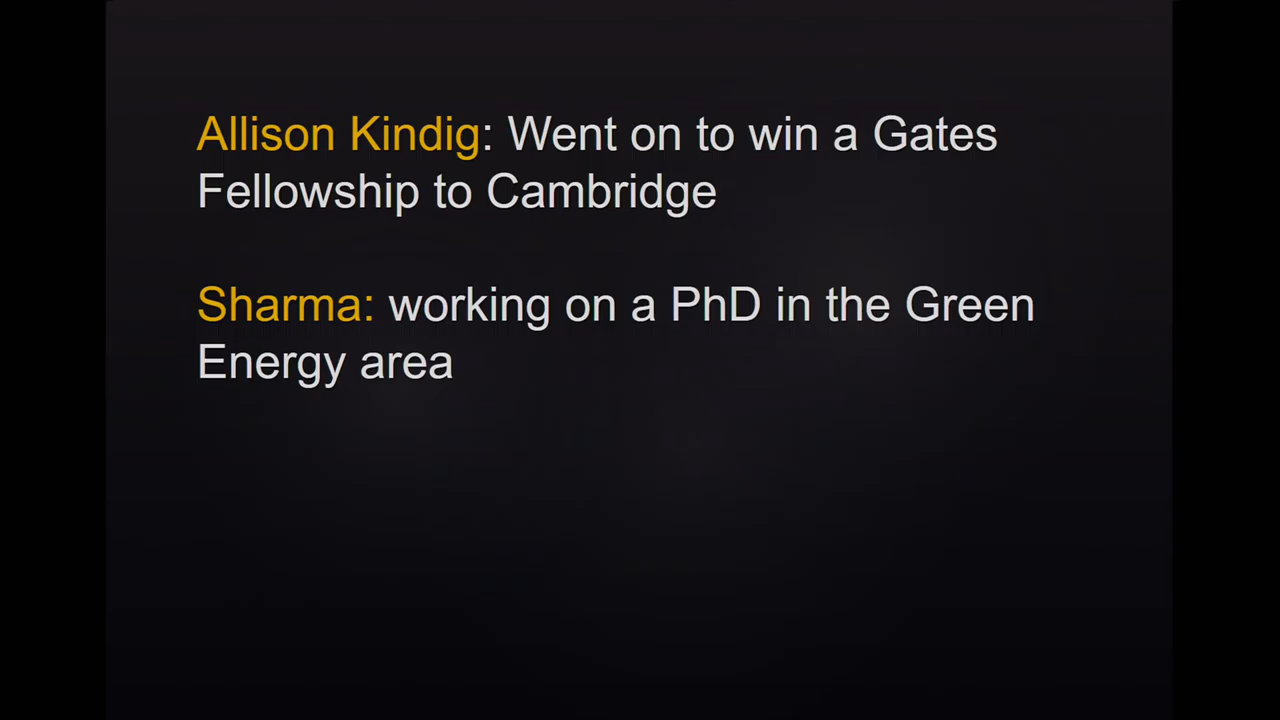 Allison Kindig: Went on to win a Gates
Fellowship to Cambridge
Sharma: working on a PhD in the Green
Energy area